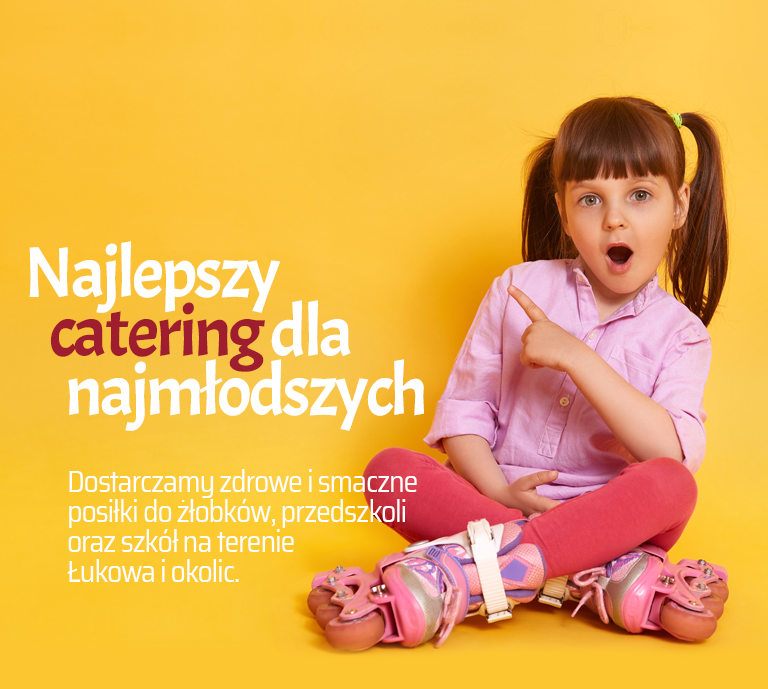 Najlepszy
catering dla
najmłodszych
Dostarczamy zdrowe i smaczne
posiłki do żłobków, przedszkoli
oraz szkół na terenie
Łukowa i okolic.